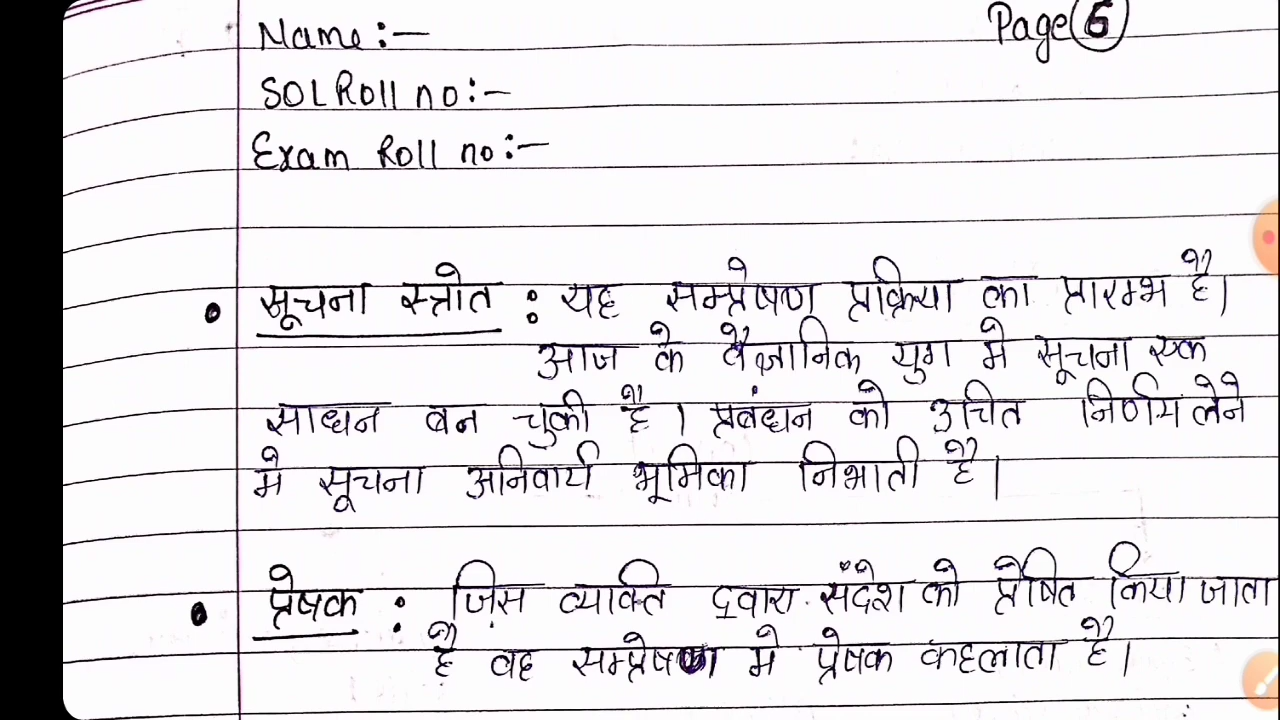 Name:—
Page 6
SOL Roll no:—
Exam Roll no:—
• सूचना स्त्रोत : यह सम्प्रेषण प्रक्रिया का प्रारम्भ है।
आज के वैज्ञानिक युग मे सूचना एक
साधन बन चुकी है। प्रबंधन को उचित निर्णय लेने
मे सूचना अनिवार्य भूमिका निभाती है।
• प्रेषक : जिस व्यक्ति द्वारा संदेश को प्रेषित किया जाता
है वह सम्प्रेषण मे प्रेषक कहलाता है।